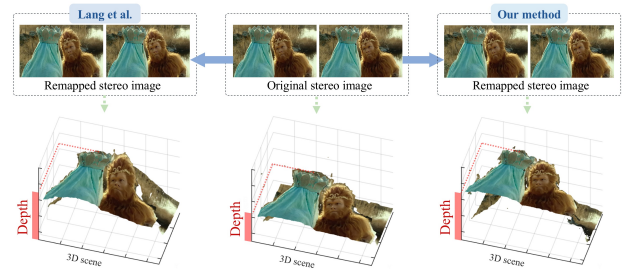 Lang et al.
Our method
Remapped stereo image
Original stereo image
Remapped stereo image
Depth
3D scene
Depth
3D scene
Depth
3D scene